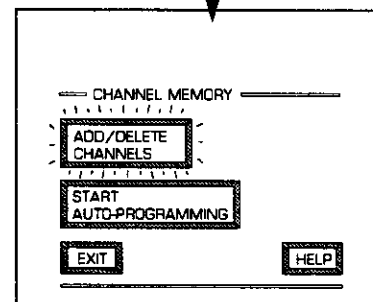 CHANNEL MEMORY
ADD/DELETE
CHANNELS
START
AUTO-PROGRAMMING
EXIT HELP